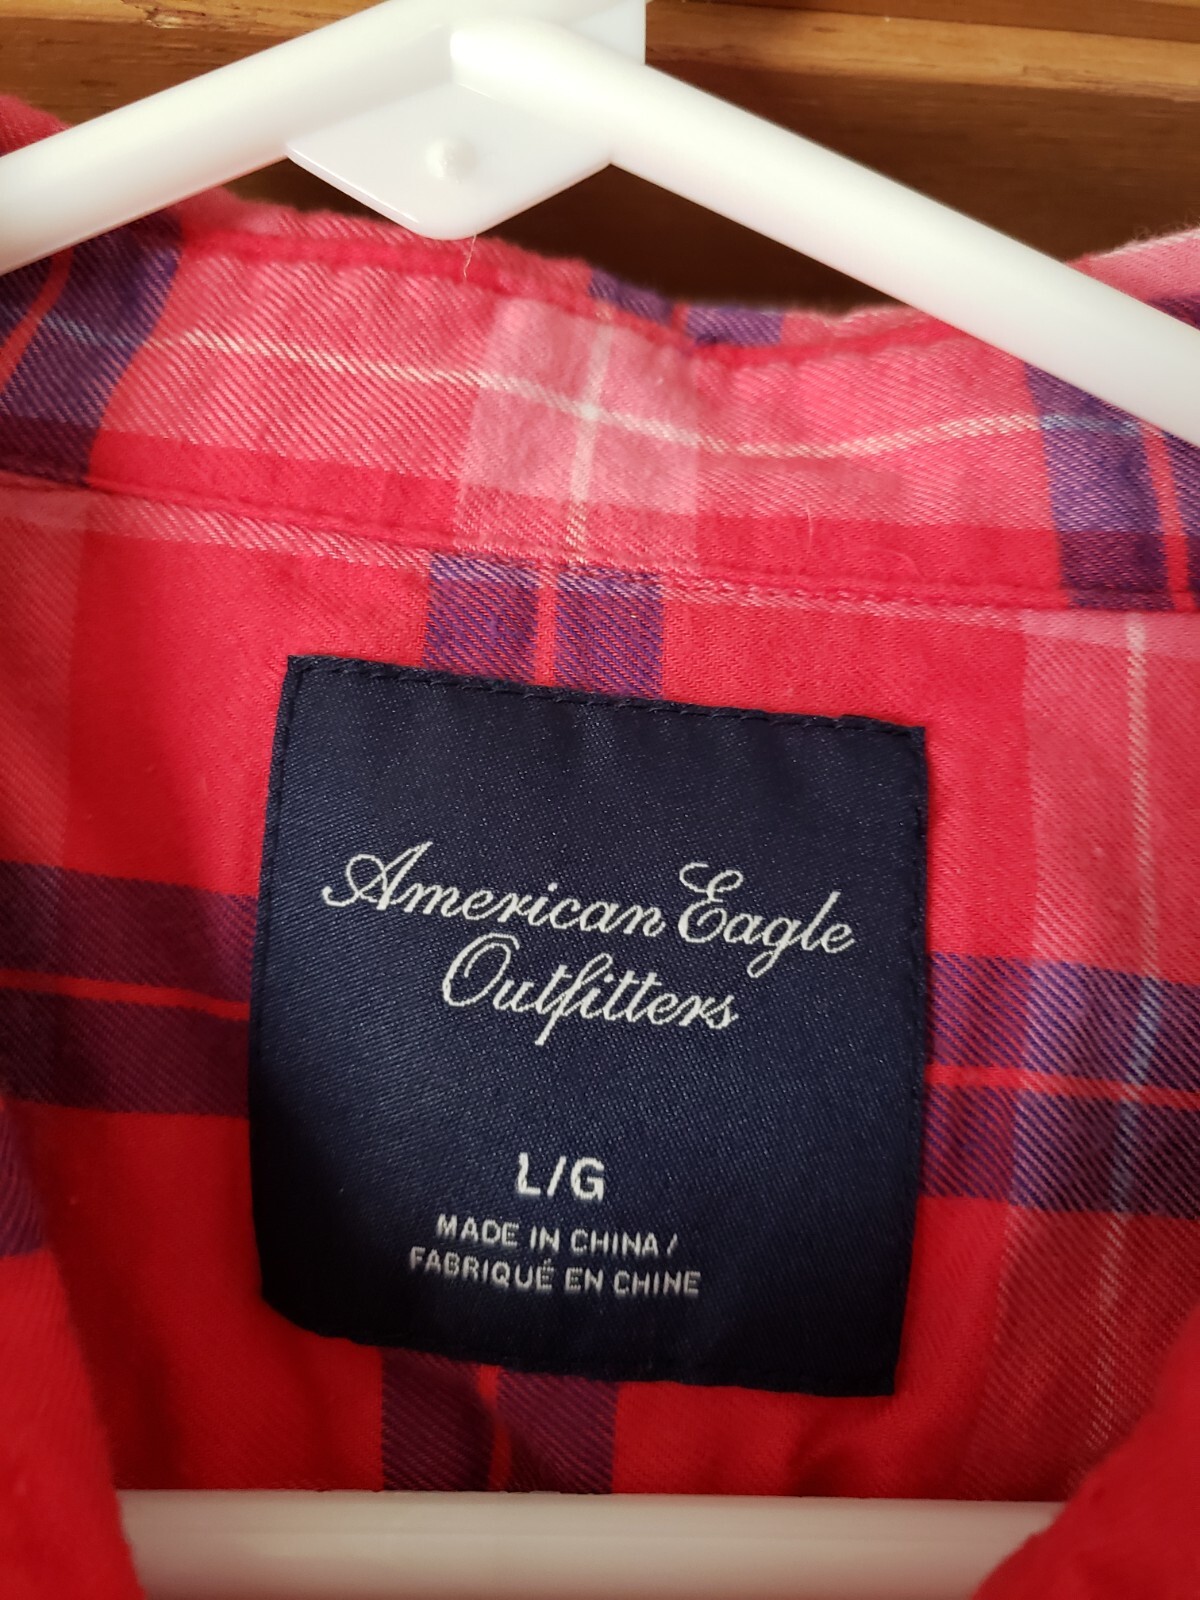 American Eagle
Outfitters
L/G
MADE IN CHINA/
FABRIQUÉ EN CHINE